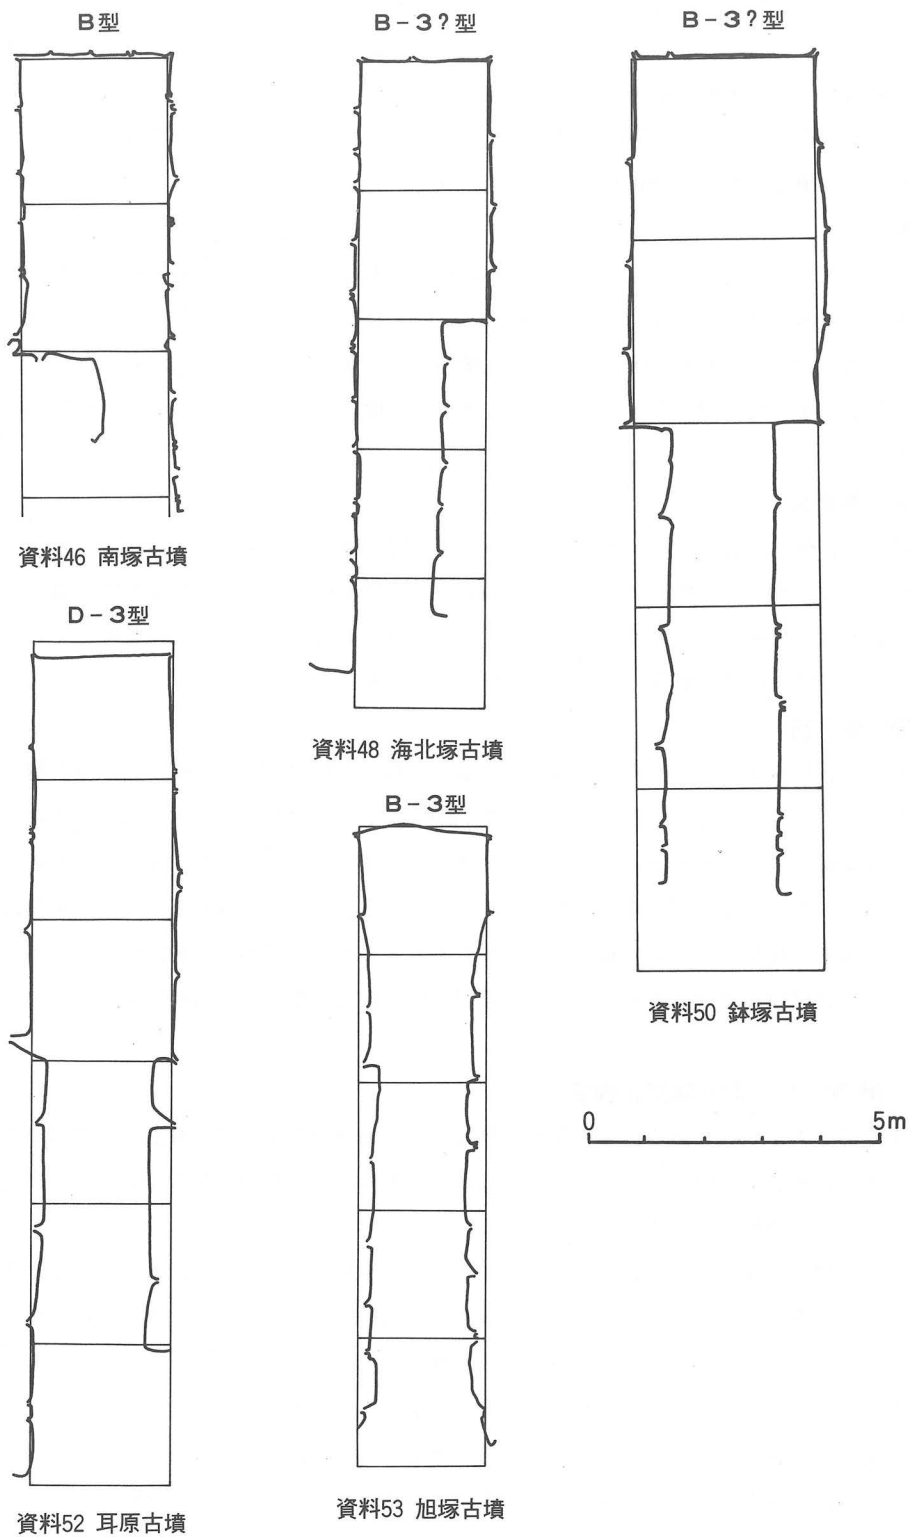 B型
資料46 南塚古墳
B-3?型
資料48 海北塚古墳
B-3?型
資料50 鉢塚古墳
D-3型
資料52 耳原古墳
B-3型
資料53 旭塚古墳
0 5m